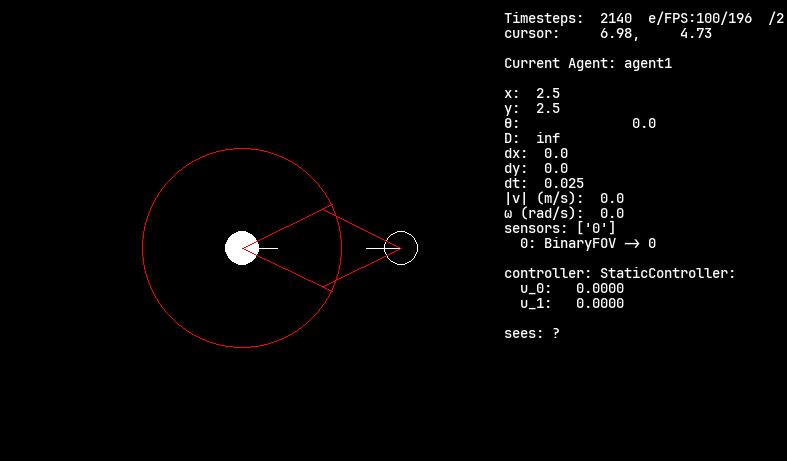 Timesteps:  2140  e/FPS:100/196  /2
cursor:     6.98,     4.73
Current Agent: agent1
x:  2.5
y:  2.5
θ:              0.0
D:  inf
dx:  0.0
dy:  0.0
dt:  0.025
|v| (m/s):  0.0
ω (rad/s):  0.0
sensors: ['0']
  0: BinaryFOV → 0
controller: StaticController:
  u_0:   0.0000
  u_1:   0.0000
sees: ?